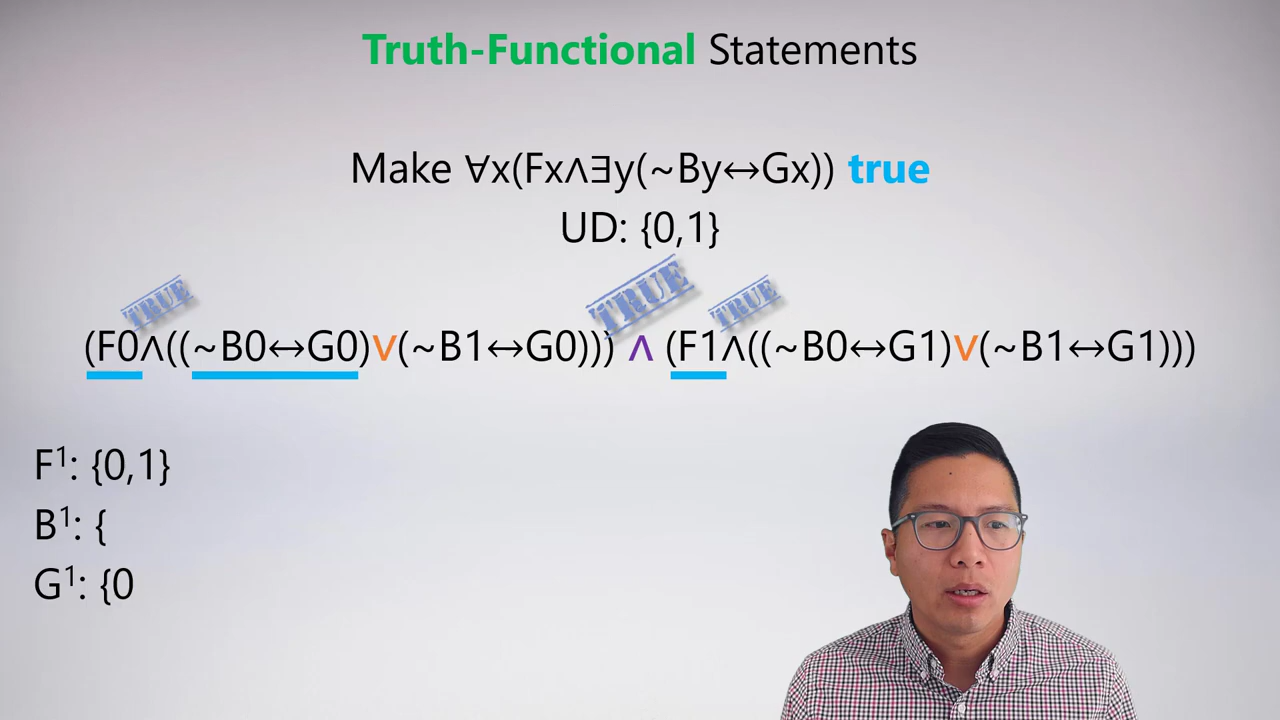 Truth-Functional Statements
Make ∀x(Fx∧∃y(~By↔Gx)) true
UD: {0,1}
TRUE TRUE TRUE
(F0∧((~B0↔G0)∨(~B1↔G0))) ∧ (F1∧((~B0↔G1)∨(~B1↔G1)))
F¹: {0,1}
B¹: {
G¹: {0